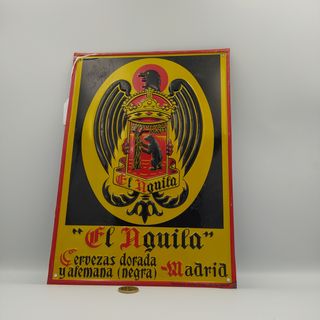 El Aguila
"El Aguila"
Cervezas dorada
y alemana (negra) - Madrid